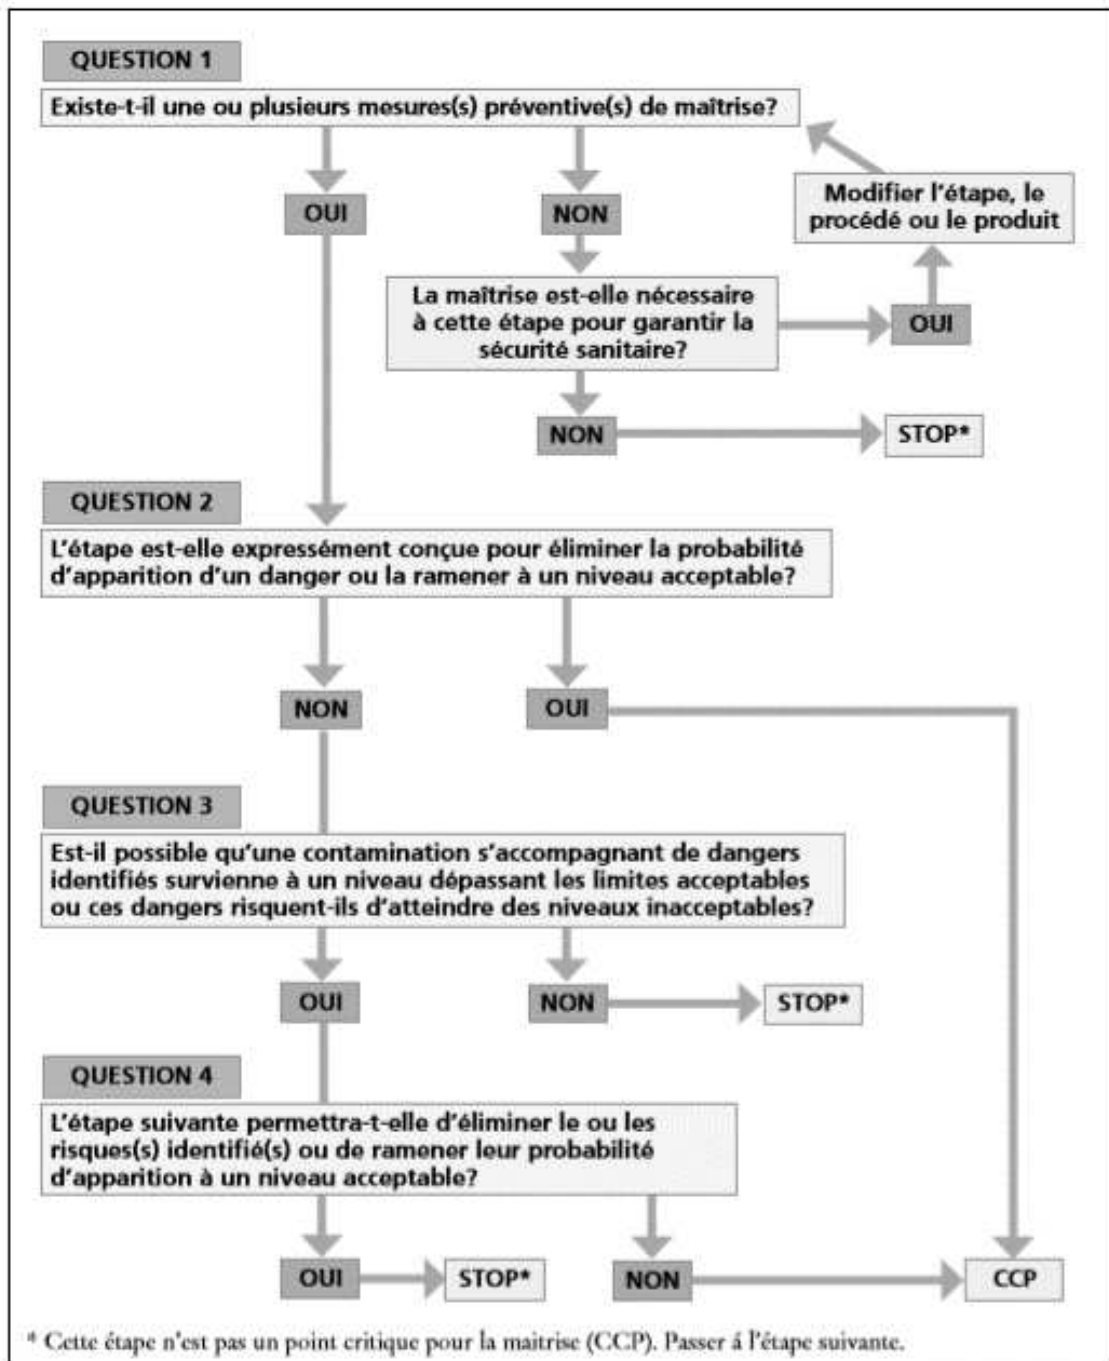 QUESTION 1
Existe-t-il une ou plusieurs mesures(s) préventive(s) de maîtrise?
OUI
NON
Modifier l'étape, le
procédé ou le produit
La maîtrise est-elle nécessaire
à cette étape pour garantir la
sécurité sanitaire?
OUI
NON
STOP*
QUESTION 2
L'étape est-elle expressément conçue pour éliminer la probabilité
d'apparition d'un danger ou la ramener à un niveau acceptable?
NON
OUI
QUESTION 3
Est-il possible qu'une contamination s'accompagnant de dangers
identifiés survienne à un niveau dépassant les limites acceptables
ou ces dangers risquent-ils d'atteindre des niveaux inacceptables?
OUI
NON
STOP*
QUESTION 4
L'étape suivante permettra-t-elle d'éliminer le ou les
risques(s) identifié(s) ou de ramener leur probabilité
d'apparition à un niveau acceptable?
OUI
STOP*
NON
CCP
* Cette étape n'est pas un point critique pour la maitrise (CCP). Passer á l'étape suivante.